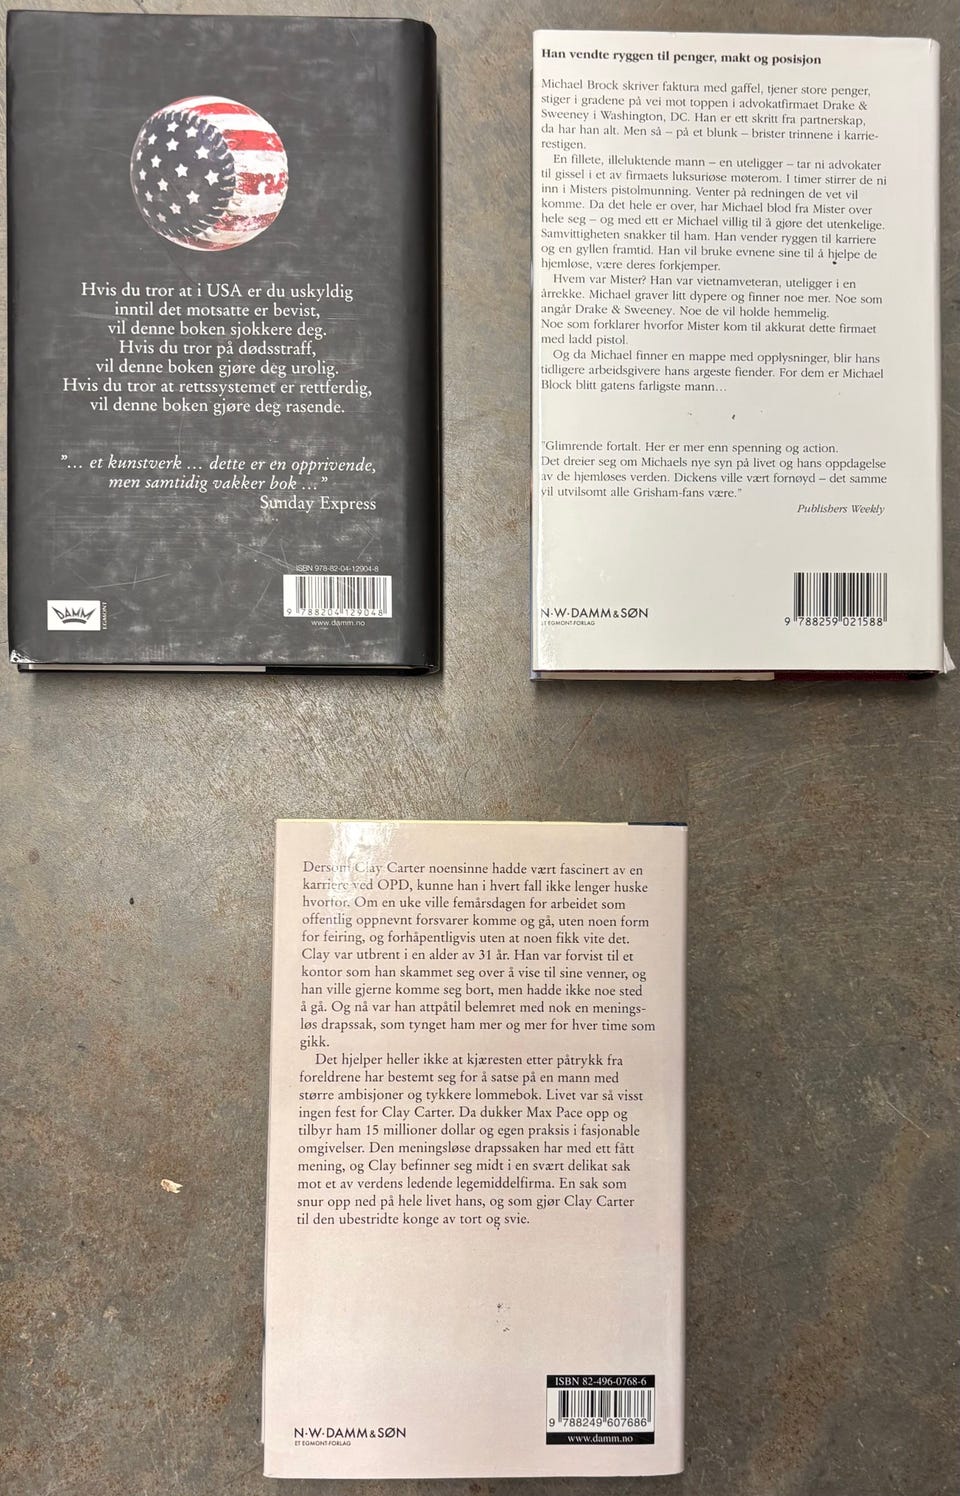 Hvis du tror at i USA er du uskyldig
inntil det motsatte er bevist,
vil denne boken sjokkere deg.
Hvis du tror på dødsstraff,
vil denne boken gjøre deg urolig.
Hvis du tror at rettssystemet er rettferdig,
vil denne boken gjøre deg rasende.
”... et kunstverk ... dette er en opprivende,
men samtidig vakker bok ...”
Sunday Express
ISBN 978-82-04-12904-8
9 788204 129048
www.damm.no
DAMM
EGMONT
Han vendte ryggen til penger, makt og posisjon
Michael Brock skriver faktura med gaffel, tjener store penger,
stiger i gradene på vei mot toppen i advokatfirmaet Drake &
Sweeney i Washington, DC. Han er ett skritt fra partnerskap,
da har han alt. Men så – på et blunk – brister trinnene i karrie-
restigen.
En fillete, illeluktende mann – en uteligger – tar ni advokater
til gissel i et av firmaets luksuriøse møterom. I timer stirrer de ni
inn i Misters pistolmunning. Venter på redningen de vet vil
komme. Da det hele er over, har Michael blod fra Mister over
hele seg – og med ett er Michael villig til å gjøre det utenkelige.
Samvittigheten snakker til ham. Han vender ryggen til karriere
og en gyllen framtid. Han vil bruke evnene sine til å hjelpe de
hjemløse, være deres forkjemper.
Hvem var Mister? Han var vietnamveteran, uteligger i en
årrekke. Michael graver litt dypere og finner noe mer. Noe som
angår Drake & Sweeney. Noe de vil holde hemmelig.
Noe som forklarer hvorfor Mister kom til akkurat dette firmaet
med ladd pistol.
Og da Michael finner en mappe med opplysninger, blir hans
tidligere arbeidsgivere hans argeste fiender. For dem er Michael
Block blitt gatens farligste mann…
"Glimrende fortalt. Her er mer enn spenning og action.
Det dreier seg om Michaels nye syn på livet og hans oppdagelse
av de hjemløses verden. Dickens ville vært fornøyd – det samme
vil utvilsomt alle Grisham-fans være."
Publishers Weekly
N·W·DAMM & SØN
ET EGMONT-FORLAG
9 788259 021588
Dersom Clay Carter noensinne hadde vært fascinert av en
karriere ved OPD, kunne han i hvert fall ikke lenger huske
hvorfor. Om en uke ville femårsdagen for arbeidet som
offentlig oppnevnt forsvarer komme og gå, uten noen form
for feiring, og forhåpentligvis uten at noen fikk vite det.
Clay var utbrent i en alder av 31 år. Han var forvist til et
kontor som han skammet seg over å vise til sine venner, og
han ville gjerne komme seg bort, men hadde ikke noe sted
å gå. Og nå var han attpåtil belemret med nok en menings-
løs drapssak, som tynget ham mer og mer for hver time som
gikk.
Det hjelper heller ikke at kjæresten etter påtrykk fra
foreldrene har bestemt seg for å satse på en mann med
større ambisjoner og tykkere lommebok. Livet var så visst
ingen fest for Clay Carter. Da dukker Max Pace opp og
tilbyr ham 15 millioner dollar og egen praksis i fasjonable
omgivelser. Den meningsløse drapssaken har med ett fått
mening, og Clay befinner seg midt i en svært delikat sak
mot et av verdens ledende legemiddelfirma. En sak som
snur opp ned på hele livet hans, og som gjør Clay Carter
til den ubestridte konge av tort og svie.
ISBN 82-496-0768-6
9 788249 607686
www.damm.no
N·W·DAMM & SØN
ET EGMONT-FORLAG